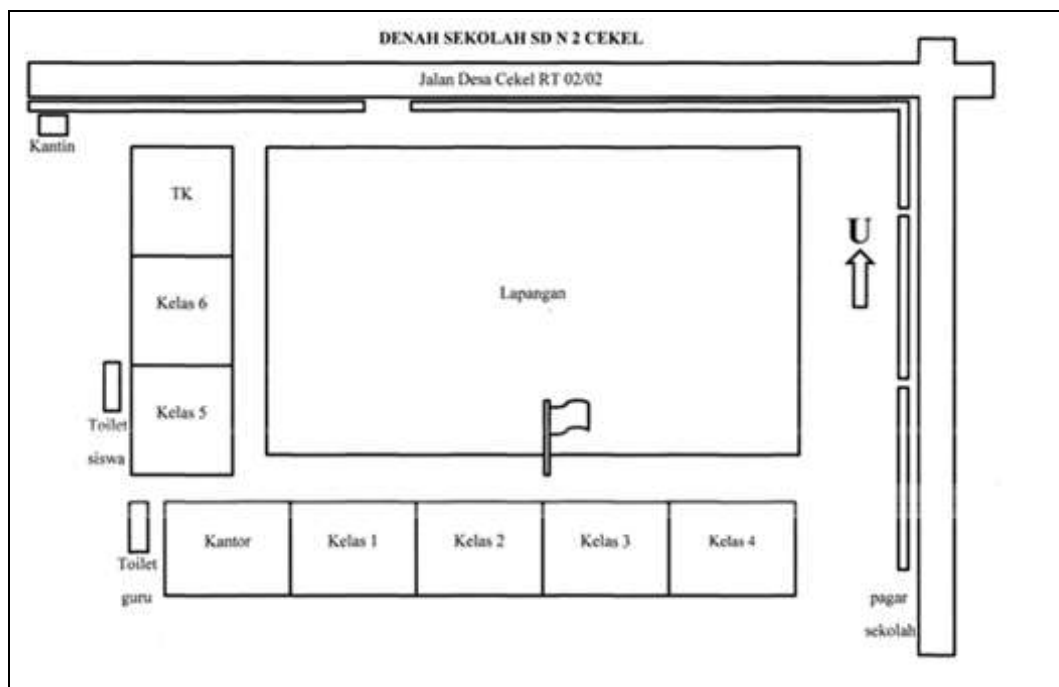 DENAH SEKOLAH SD N 2 CEKEL
Jalan Desa Cekel RT 02/02
Kantin
TK
U
Kelas 6
Lapangan
Kelas 5
Toilet
siswa
Kantor
Kelas 1
Kelas 2
Kelas 3
Kelas 4
Toilet
guru
pagar
sekolah